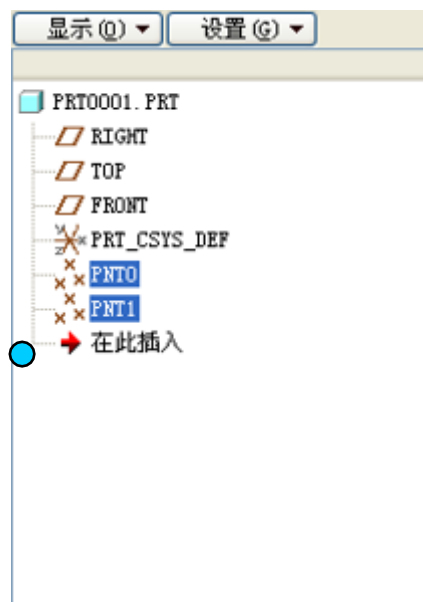 显示(O) 设置(G)
PRT0001.PRT
RIGHT
TOP
FRONT
PRT_CSYS_DEF
PNT0
PNT1
在此插入